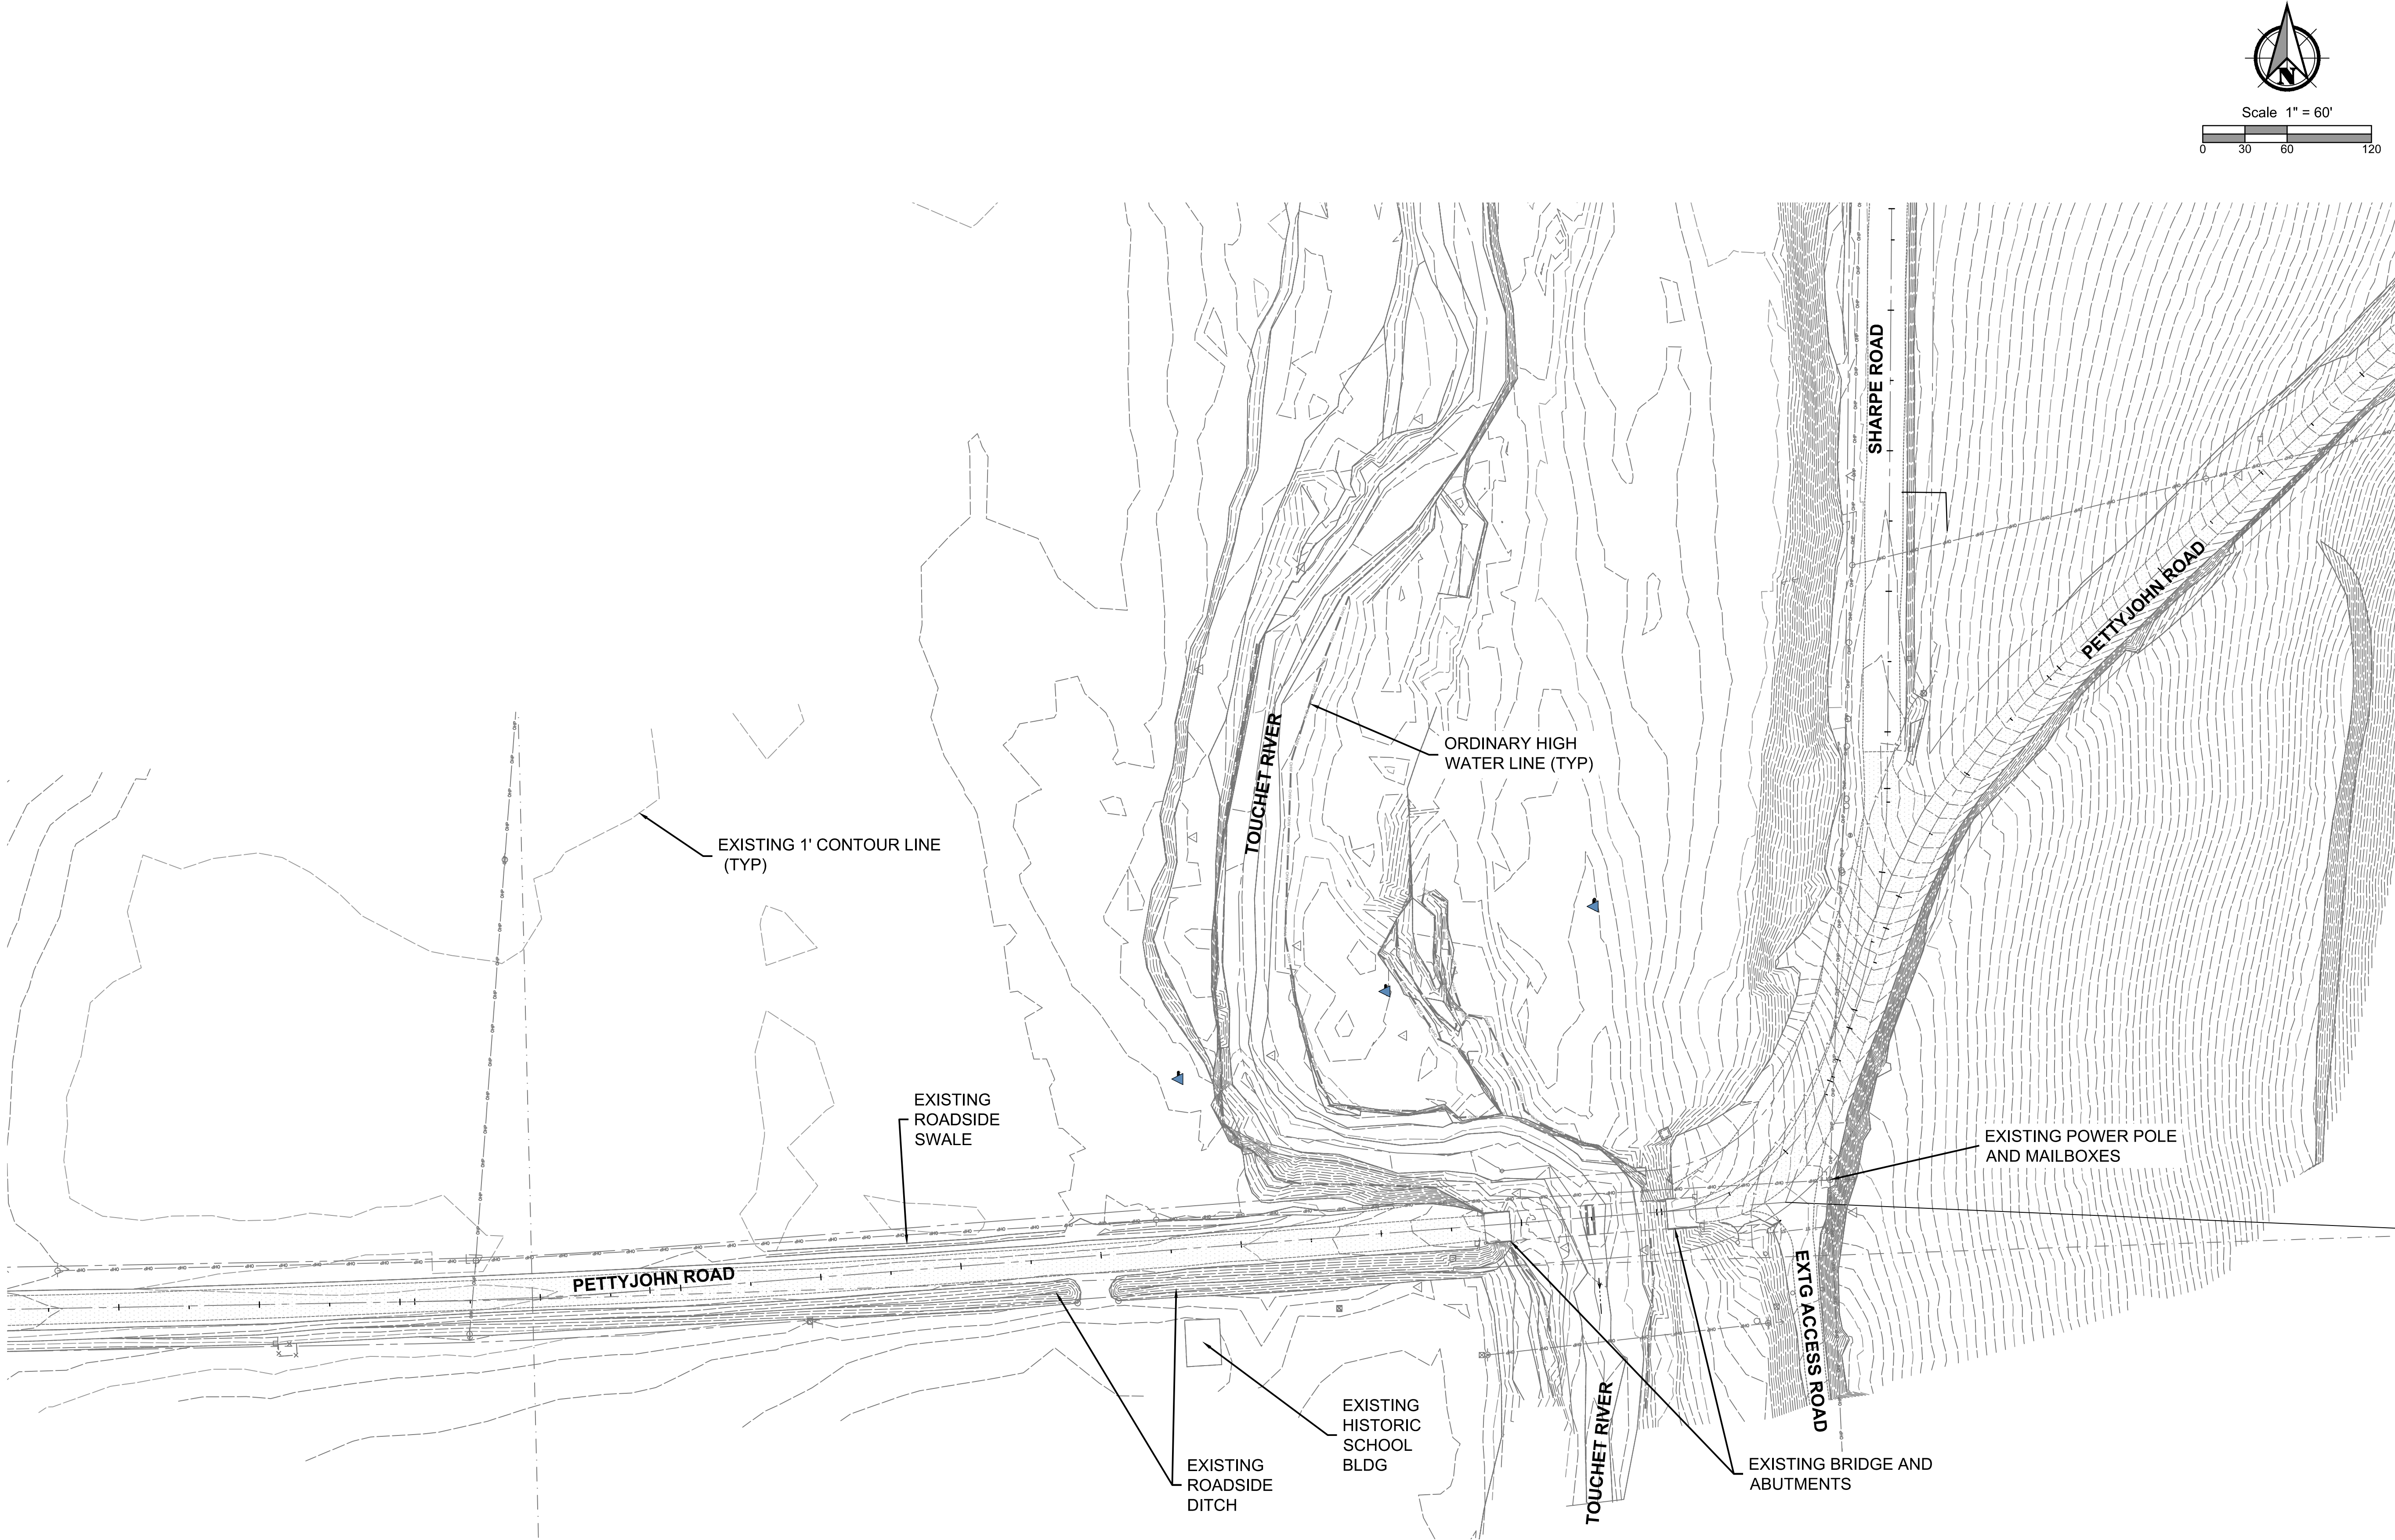 N
Scale 1" = 60'
0 30 60 120
SHARPE ROAD
PETTYJOHN ROAD
TOUCHET RIVER
ORDINARY HIGH
WATER LINE (TYP)
EXISTING 1' CONTOUR LINE
(TYP)
EXISTING
ROADSIDE
SWALE
EXISTING POWER POLE
AND MAILBOXES
PETTYJOHN ROAD
EXTG ACCESS ROAD
EXISTING
HISTORIC
SCHOOL
BLDG
EXISTING
ROADSIDE
DITCH
TOUCHET RIVER
EXISTING BRIDGE AND
ABUTMENTS